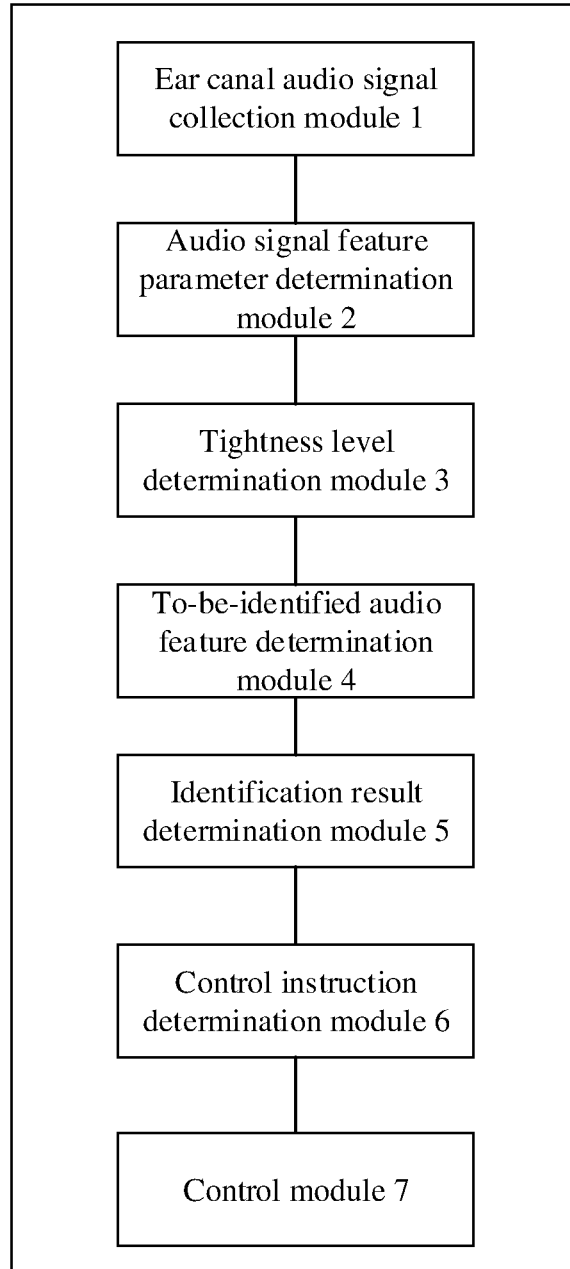 Ear canal audio signal
collection module 1
Audio signal feature
parameter determination
module 2
Tightness level
determination module 3
To-be-identified audio
feature determination
module 4
Identification result
determination module 5
Control instruction
determination module 6
Control module 7